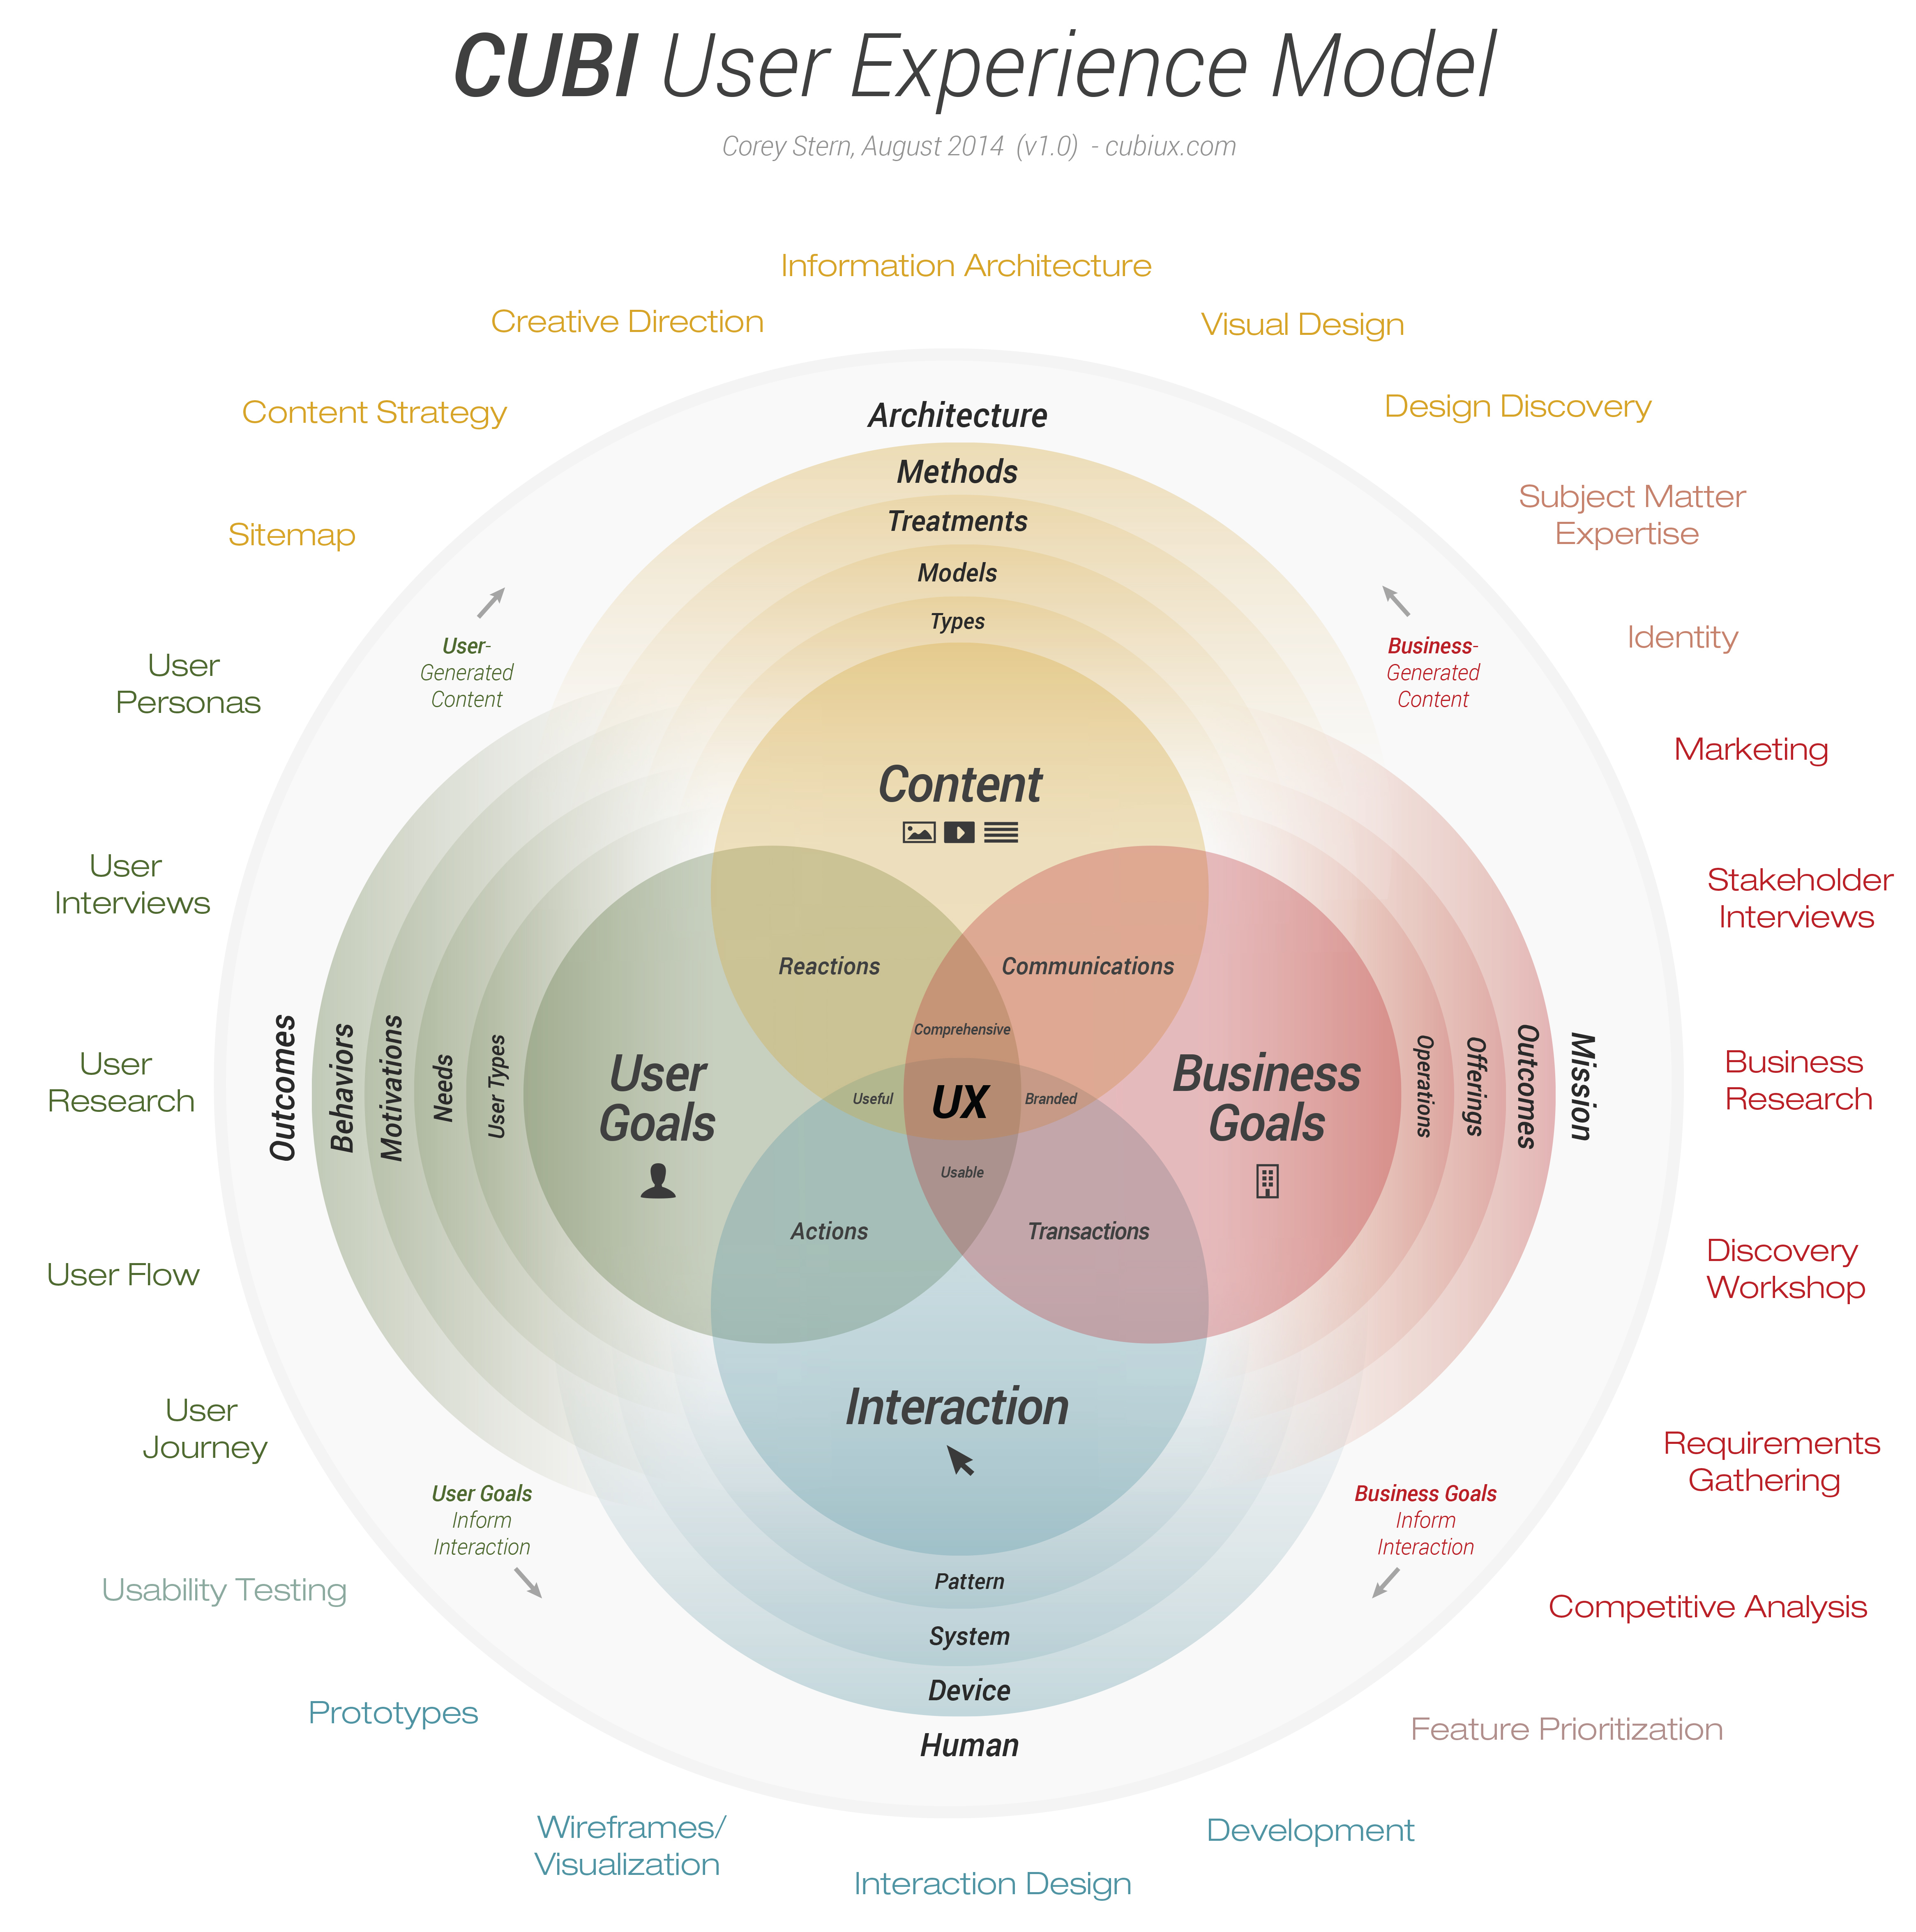 CUBI User Experience Model
Corey Stern, August 2014 (v1.0) - cubiux.com
Information Architecture
Creative Direction
Visual Design
Content Strategy
Design Discovery
Sitemap
Subject Matter
Expertise
Identity
User
Personas
Marketing
User
Interviews
Stakeholder
Interviews
User
Research
Business
Research
User Flow
Discovery
Workshop
User
Journey
Requirements
Gathering
Usability Testing
Competitive Analysis
Prototypes
Feature Prioritization
Wireframes/
Visualization
Development
Interaction Design
Architecture
Methods
Treatments
Models
Types
User-
Generated
Content
Business-
Generated
Content
Content
Reactions
Communications
Comprehensive
Outcomes
Behaviors
Motivations
Needs
User Types
User
Goals
Useful
UX
Branded
Business
Goals
Operations
Offerings
Outcomes
Mission
Usable
Actions
Transactions
Interaction
User Goals
Inform
Interaction
Business Goals
Inform
Interaction
Pattern
System
Device
Human